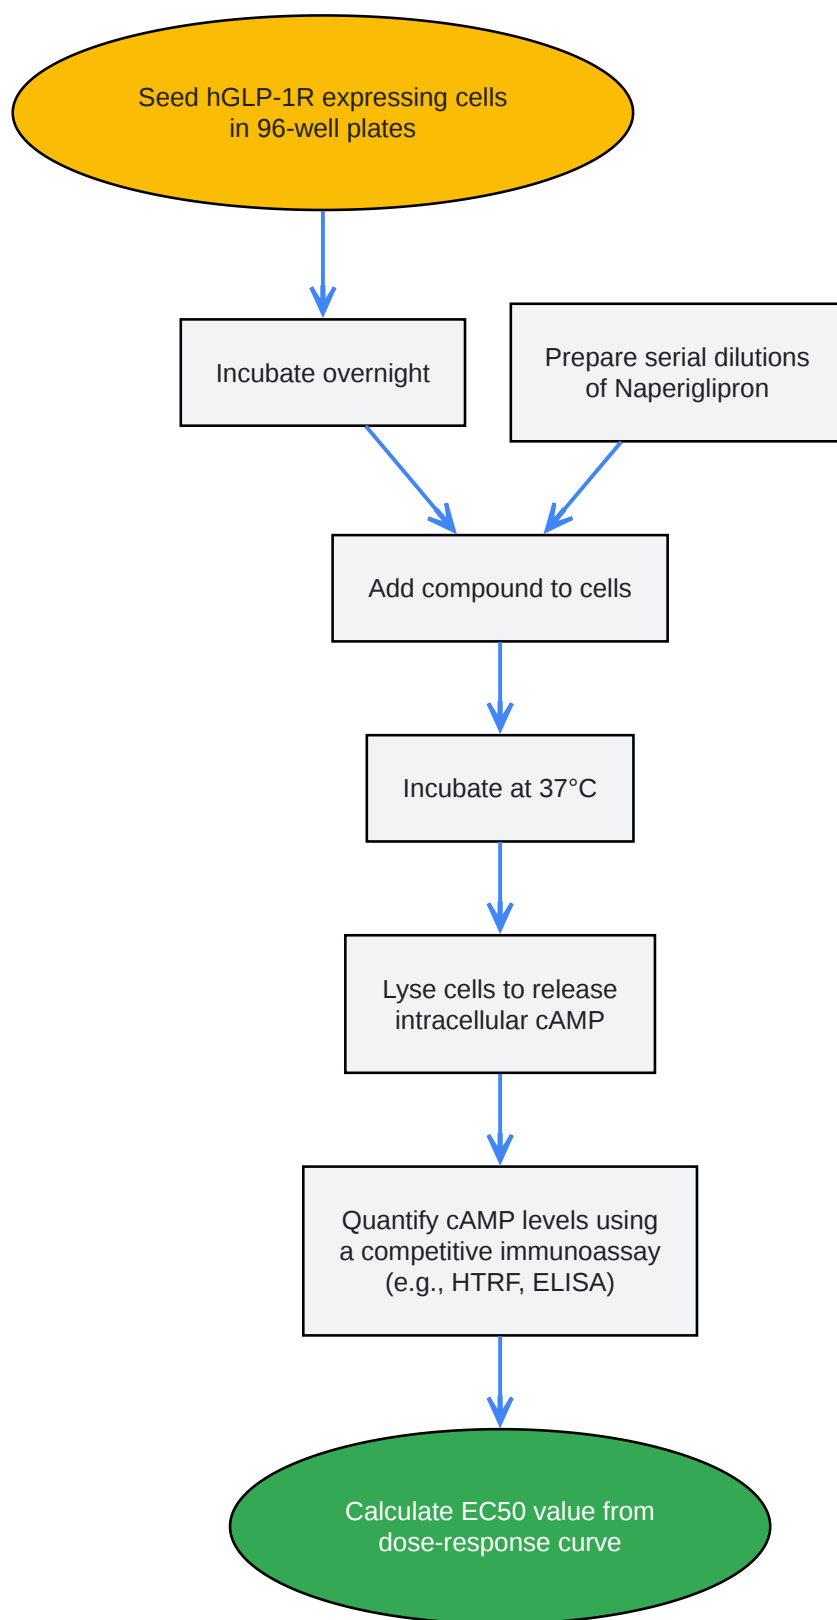 Seed hGLP-1R expressing cells
in 96-well plates
Incubate overnight
Prepare serial dilutions
of Naperiglipron
Add compound to cells
Incubate at 37°C
Lyse cells to release
intracellular cAMP
Quantify cAMP levels using
a competitive immunoassay
(e.g., HTRF, ELISA)
Calculate EC50 value from
dose-response curve